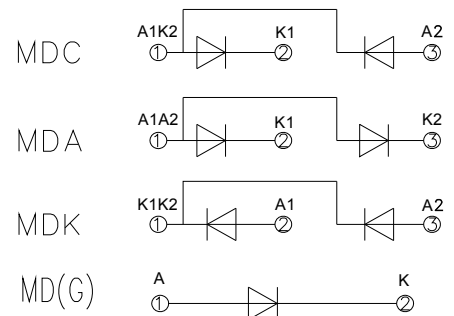 MDC A1K2 K1 A2
1 2 3
MDA A1A2 K1 K2
1 2 3
MDK K1K2 A1 A2
1 2 3
MD(G) A K
1 2